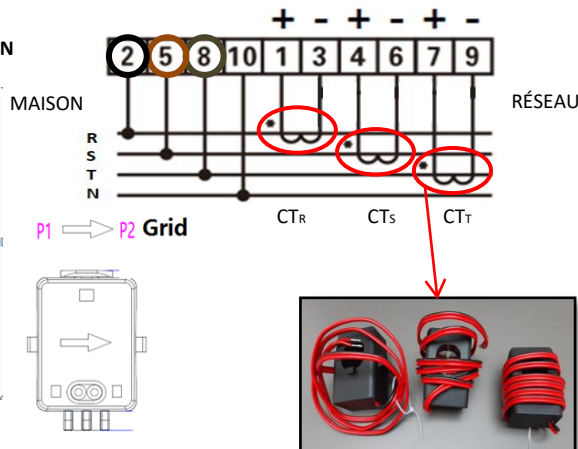 + - + - + -
N
2 5 8 10 1 3 4 6 7 9
MAISON
RÉSEAU
R
S
T
N
CTR CTS CTT
P1 P2 Grid